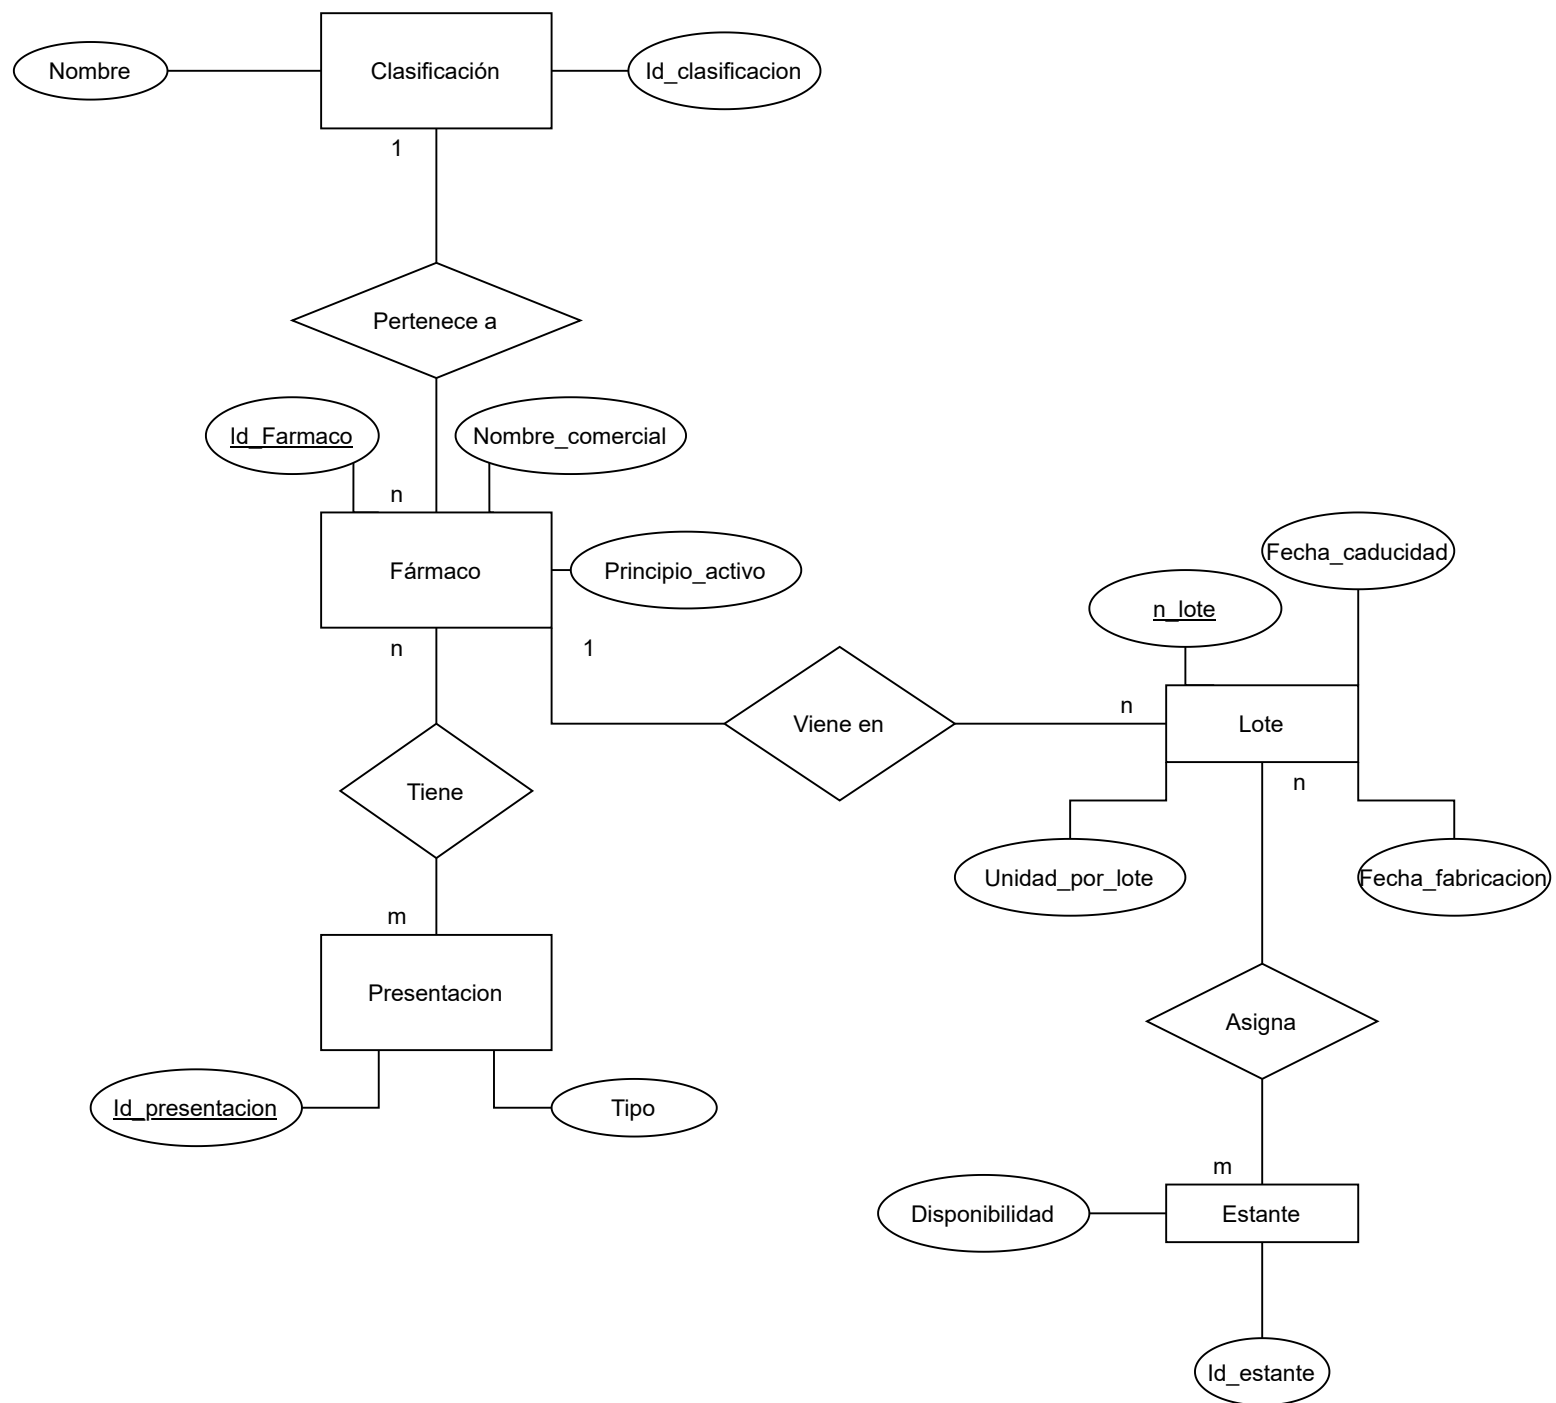 Nombre
Clasificación
Id_clasificacion
1
Pertenece a
Id_Farmaco
Nombre_comercial
n
Fármaco
Principio_activo
Fecha_caducidad
n_lote
n
1
n
Viene en
Lote
Tiene
n
Unidad_por_lote
Fecha_fabricacion
m
Presentacion
Asigna
Id_presentacion
Tipo
m
Disponibilidad
Estante
Id_estante